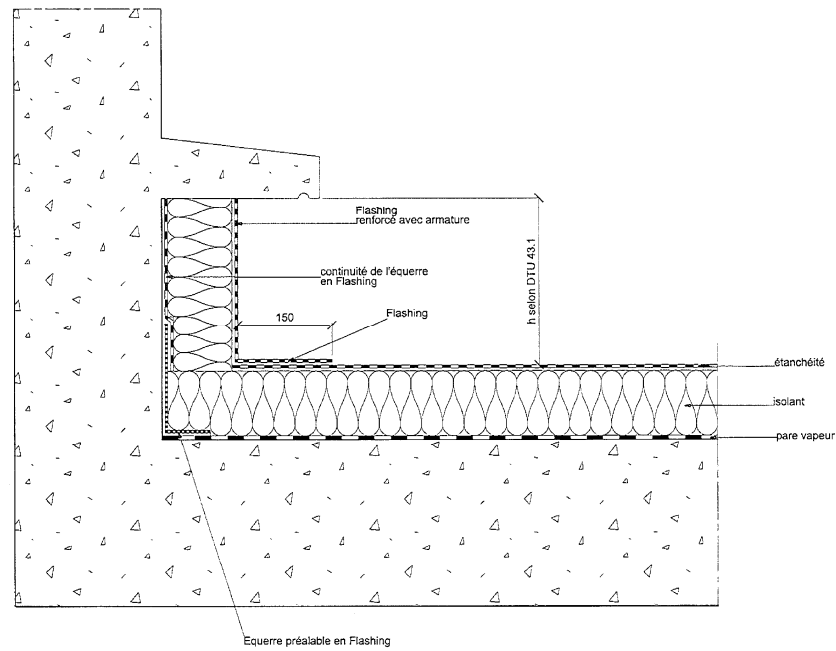 Flashing
renforcé avec armature
continuité de l'équerre
en Flashing
150
Flashing
h selon DTU 43.1
étanchéité
isolant
pare vapeur
Equerre préalable en Flashing